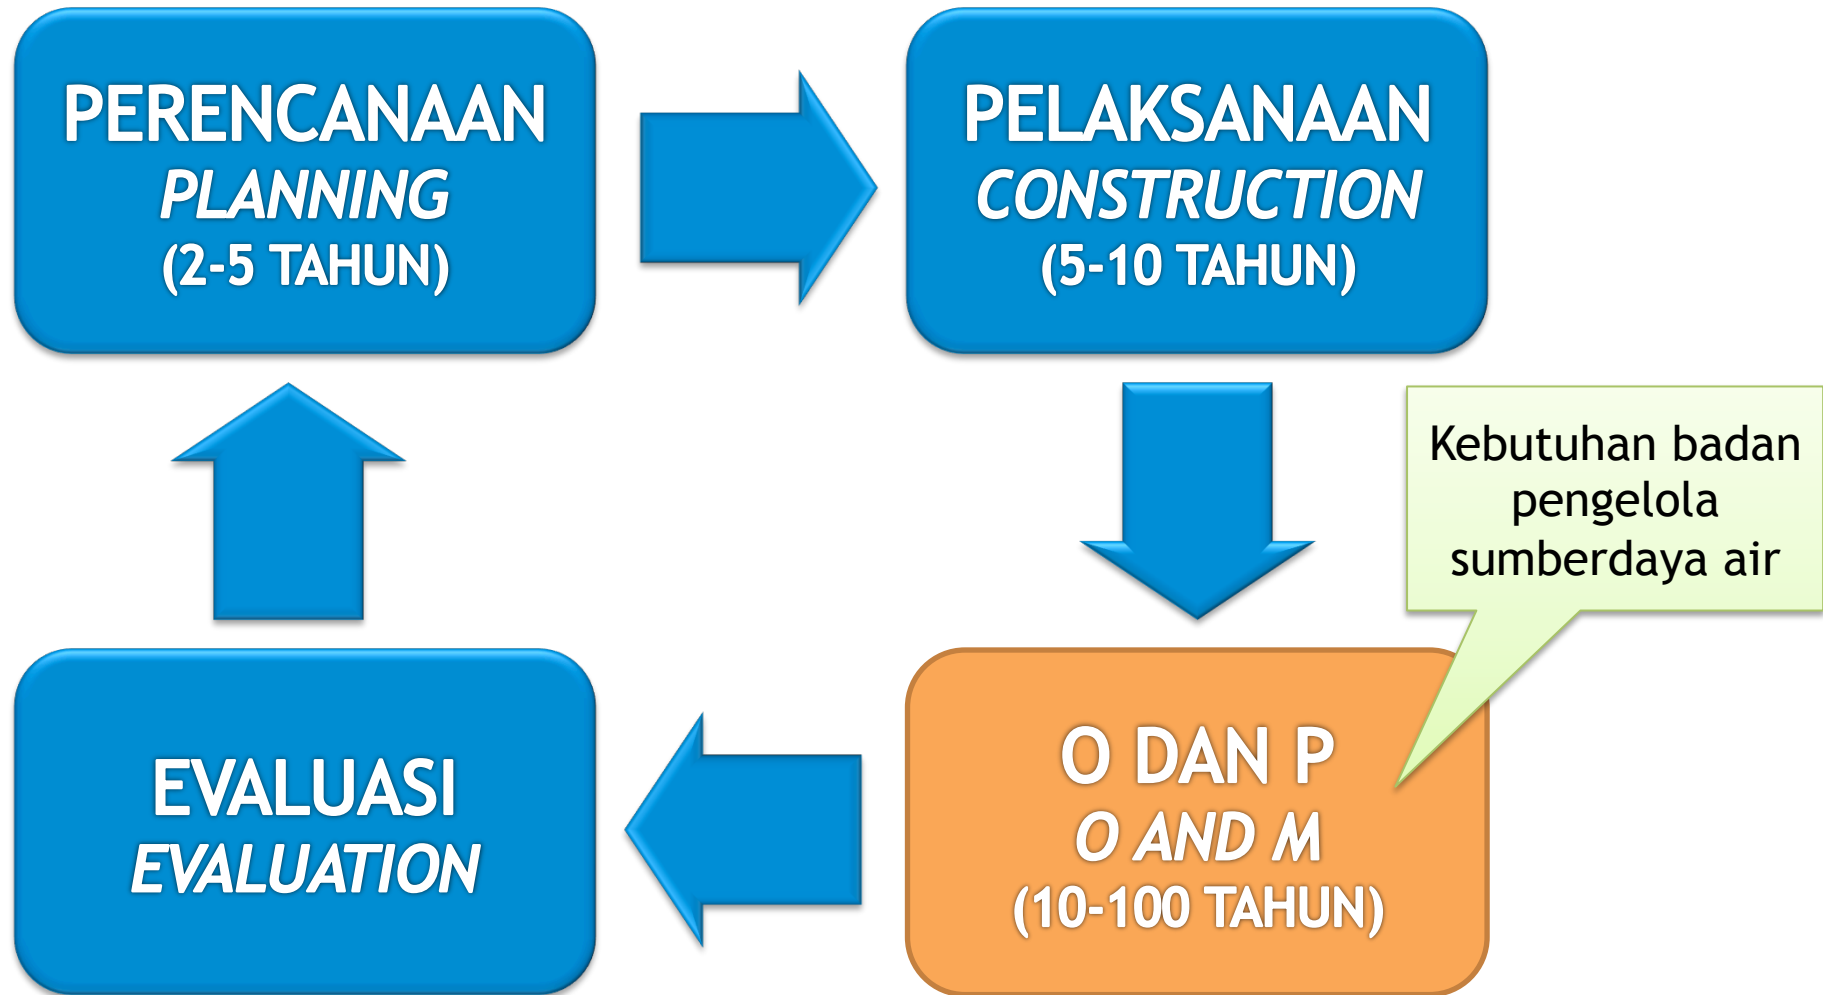 PERENCANAAN
PLANNING
(2-5 TAHUN)
PELAKSANAAN
CONSTRUCTION
(5-10 TAHUN)
Kebutuhan badan
pengelola
sumberdaya air
O DAN P
O AND M
(10-100 TAHUN)
EVALUASI
EVALUATION